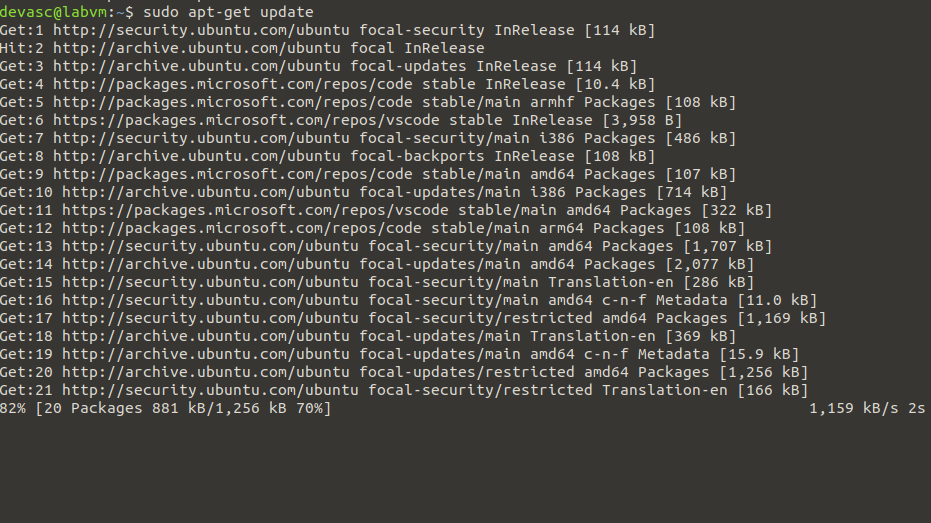 devasc@labvm:~$ sudo apt-get update
Get:1 http://security.ubuntu.com/ubuntu focal-security InRelease [114 kB]
Hit:2 http://archive.ubuntu.com/ubuntu focal InRelease
Get:3 http://archive.ubuntu.com/ubuntu focal-updates InRelease [114 kB]
Get:4 http://packages.microsoft.com/repos/code stable InRelease [10.4 kB]
Get:5 http://packages.microsoft.com/repos/code stable/main armhf Packages [108 kB]
Get:6 https://packages.microsoft.com/repos/vscode stable InRelease [3,958 B]
Get:7 http://security.ubuntu.com/ubuntu focal-security/main i386 Packages [486 kB]
Get:8 http://archive.ubuntu.com/ubuntu focal-backports InRelease [108 kB]
Get:9 http://packages.microsoft.com/repos/code stable/main amd64 Packages [107 kB]
Get:10 http://archive.ubuntu.com/ubuntu focal-updates/main i386 Packages [714 kB]
Get:11 https://packages.microsoft.com/repos/vscode stable/main amd64 Packages [322 kB]
Get:12 http://packages.microsoft.com/repos/code stable/main arm64 Packages [108 kB]
Get:13 http://security.ubuntu.com/ubuntu focal-security/main amd64 Packages [1,707 kB]
Get:14 http://archive.ubuntu.com/ubuntu focal-updates/main amd64 Packages [2,077 kB]
Get:15 http://security.ubuntu.com/ubuntu focal-security/main Translation-en [286 kB]
Get:16 http://security.ubuntu.com/ubuntu focal-security/main amd64 c-n-f Metadata [11.0 kB]
Get:17 http://security.ubuntu.com/ubuntu focal-security/restricted amd64 Packages [1,169 kB]
Get:18 http://archive.ubuntu.com/ubuntu focal-updates/main Translation-en [369 kB]
Get:19 http://archive.ubuntu.com/ubuntu focal-updates/main amd64 c-n-f Metadata [15.9 kB]
Get:20 http://archive.ubuntu.com/ubuntu focal-updates/restricted amd64 Packages [1,256 kB]
Get:21 http://security.ubuntu.com/ubuntu focal-security/restricted Translation-en [166 kB]
82% [20 Packages 881 kB/1,256 kB 70%] 1,159 kB/s 2s